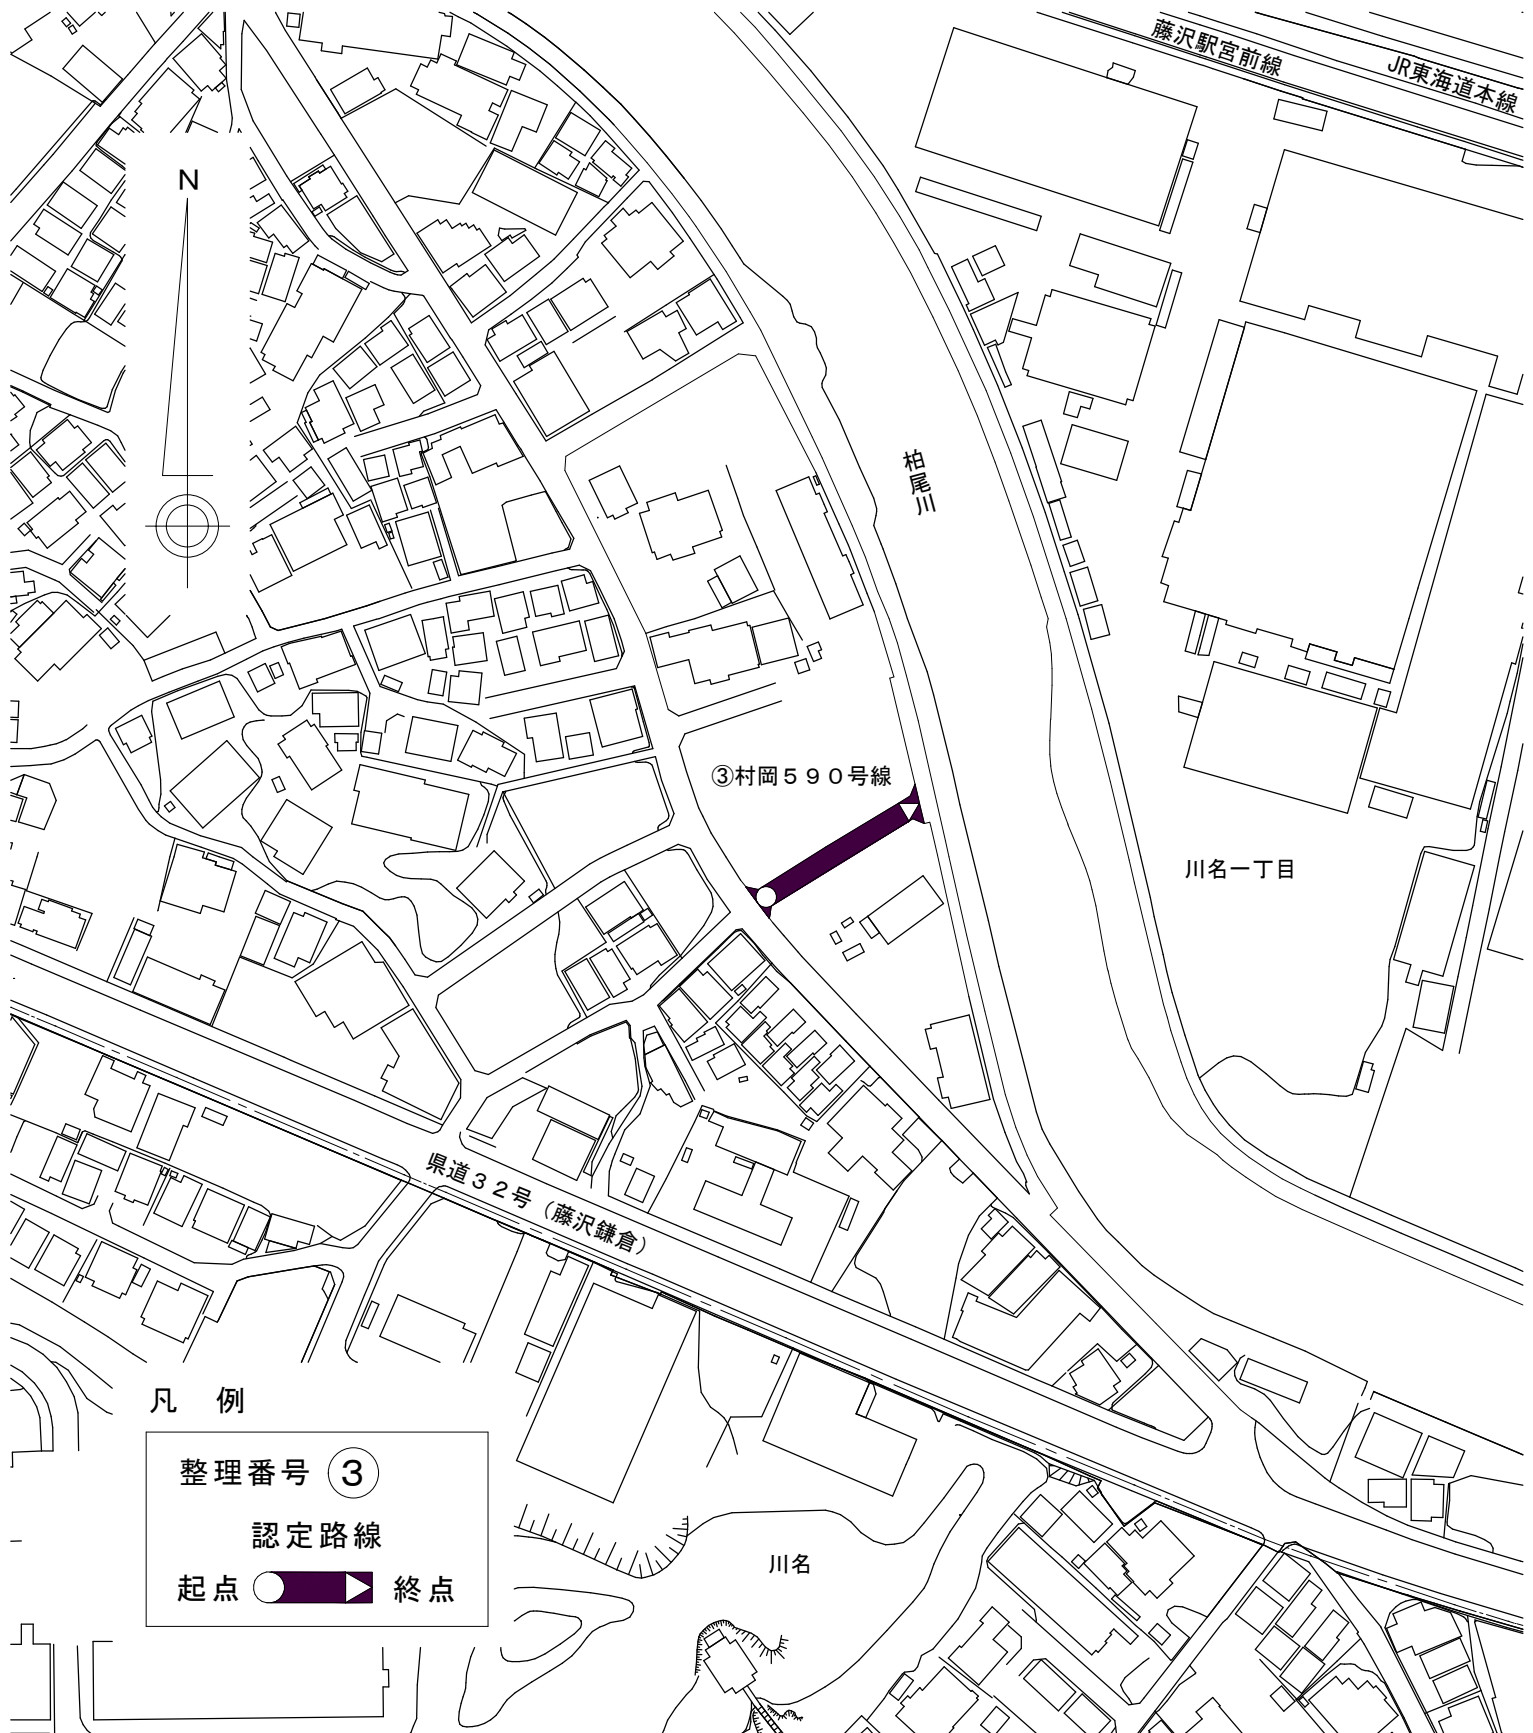 藤沢駅宮前線
JR東海道本線
N
柏尾川
③村岡５９０号線
川名一丁目
県道３２号（藤沢鎌倉）
凡 例
整理番号 ③
認定路線
起点 終点
川名